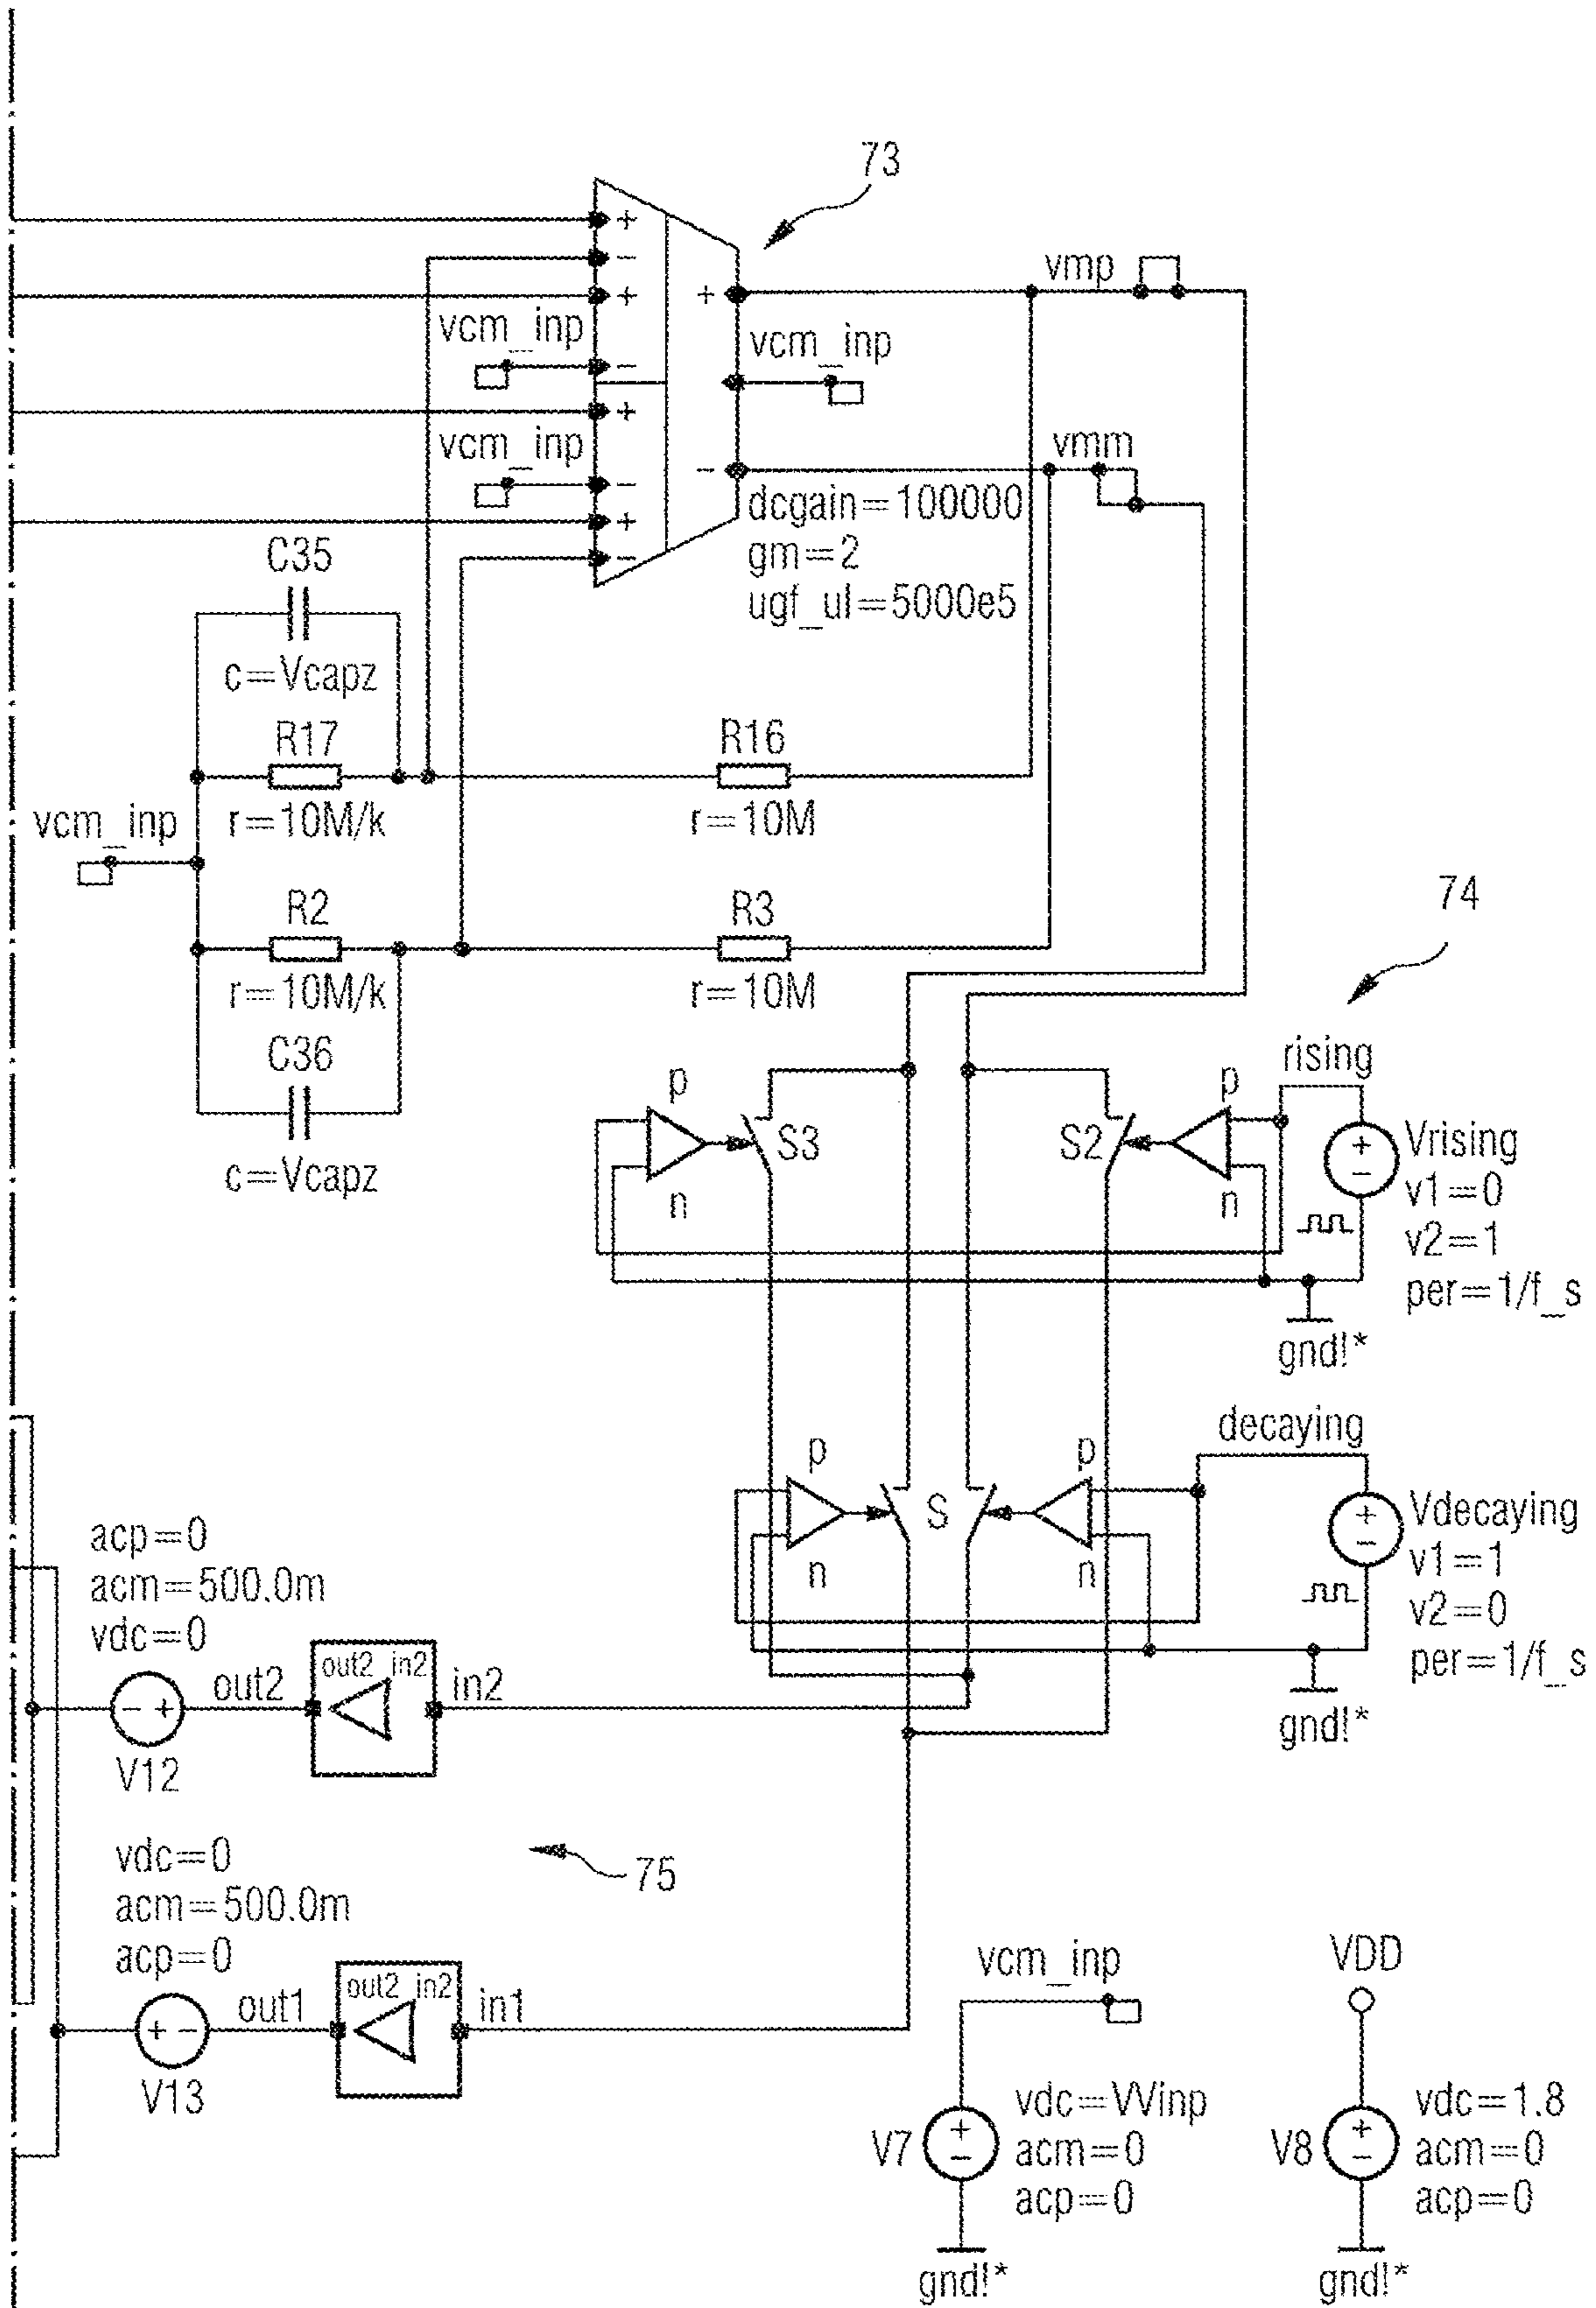 73
+
−
+
vcm_inp
−
+
vcm_inp
−
+
−
+
vcm_inp
−
vmp
vmm
dcgain=100000
gm=2
ugf_ul=5000e5
C35
c=Vcapz
R17
r=10M/k
R16
r=10M
vcm_inp
R2
r=10M/k
R3
r=10M
C36
c=Vcapz
74
rising
p
n
S3
S2
p
n
+
−
Vrising
v1=0
v2=1
per=1/f_s
gnd!*
decaying
p
n
S
p
n
+
−
Vdecaying
v1=1
v2=0
per=1/f_s
gnd!*
acp=0
acm=500.0m
vdc=0
− +
V12
out2
out2 in2
in2
75
vdc=0
acm=500.0m
acp=0
+ −
V13
out1
out2 in2
in1
vcm_inp
V7
+
−
vdc=VVinp
acm=0
acp=0
gnd!*
VDD
V8
+
−
vdc=1.8
acm=0
acp=0
gnd!*